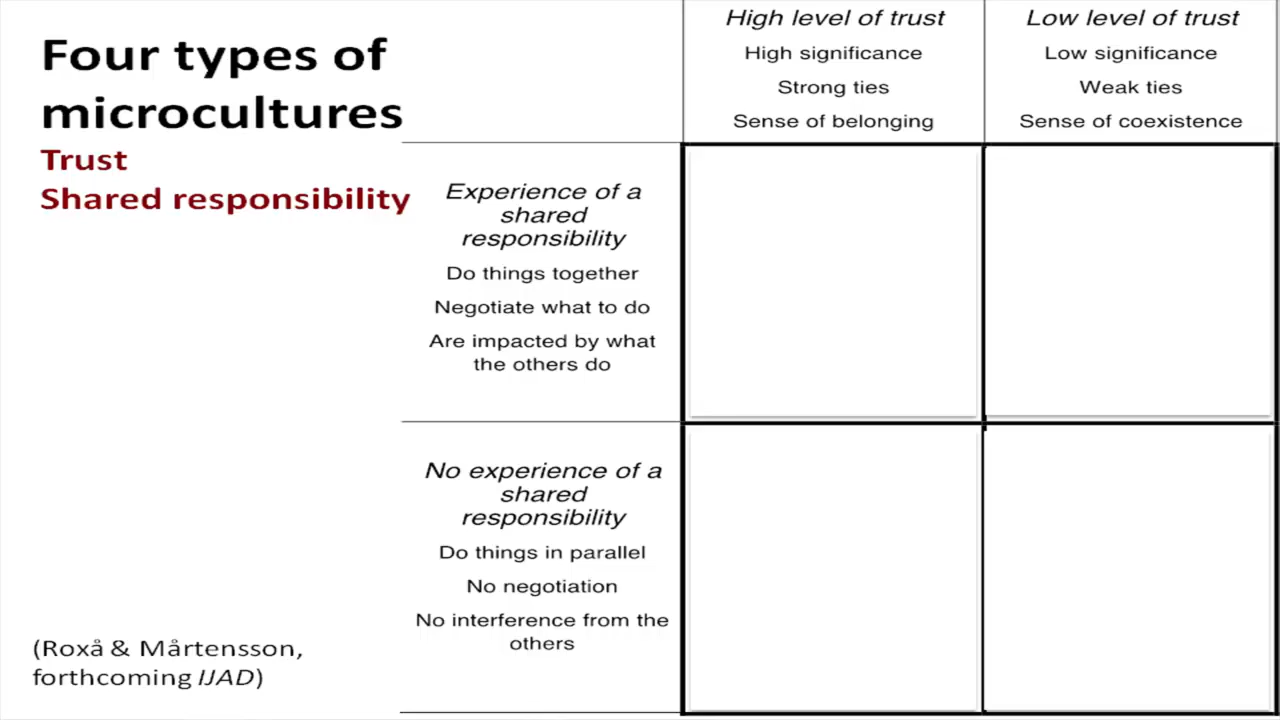 Four types of
microcultures
Trust
Shared responsibility
High level of trust
High significance
Strong ties
Sense of belonging
Low level of trust
Low significance
Weak ties
Sense of coexistence
Experience of a
shared
responsibility
Do things together
Negotiate what to do
Are impacted by what
the others do
No experience of a
shared
responsibility
Do things in parallel
No negotiation
No interference from the
others
(Roxå & Mårtensson,
forthcoming IJAD)